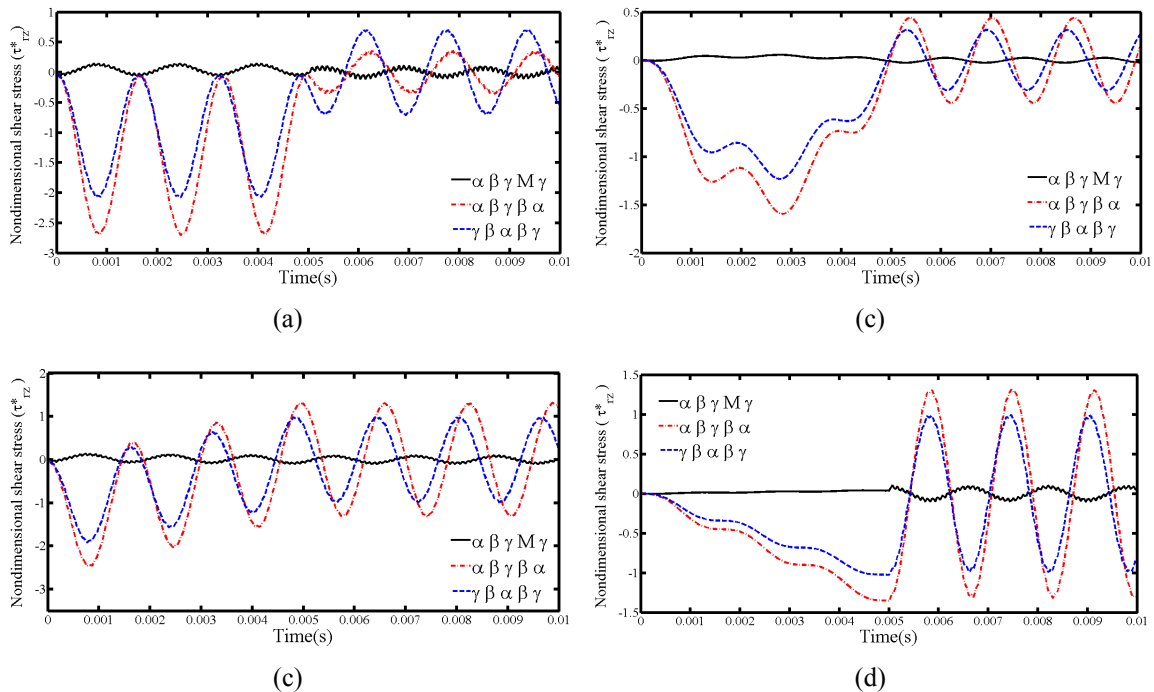 Nondimensional shear stress ( τ*rz )
1
0.5
0
-0.5
-1
-1.5
-2
-2.5
-3
α β γ M γ
α β γ β α
γ β α β γ
0 0.001 0.002 0.003 0.004 0.005 0.006 0.007 0.008 0.009 0.01
Time(s)
(a)
Nondimensional shear stress ( τ*rz )
0.5
0
-0.5
-1
-1.5
-2
α β γ M γ
α β γ β α
γ β α β γ
0 0.001 0.002 0.003 0.004 0.005 0.006 0.007 0.008 0.009 0.01
Time(s)
(c)
Nondimensional shear stress (τ*rz)
2
1
0
-1
-2
-3
α β γ M γ
α β γ β α
γ β α β γ
0 0.001 0.002 0.003 0.004 0.005 0.006 0.007 0.008 0.009 0.01
Time(s)
(c)
Nondimensional shear stress ( τ*rz )
1.5
1
0.5
0
-0.5
-1
-1.5
α β γ M γ
α β γ β α
γ β α β γ
0 0.001 0.002 0.003 0.004 0.005 0.006 0.007 0.008 0.009 0.01
Time(s)
(d)